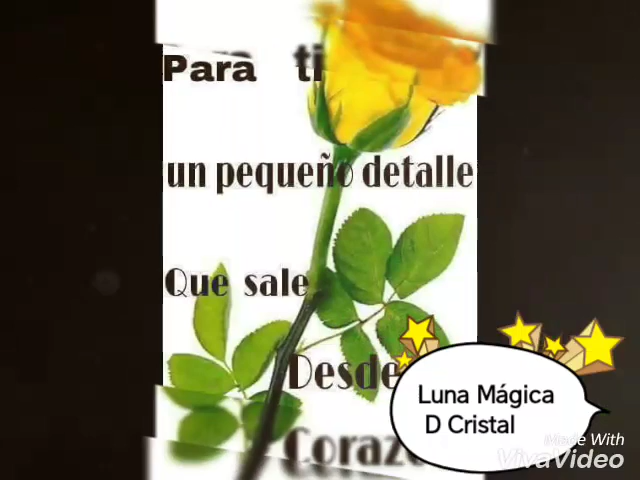 Para ti
un pequeño detalle
Que sale
Desde
Luna Mágica
D Cristal
Made With
VivaVideo